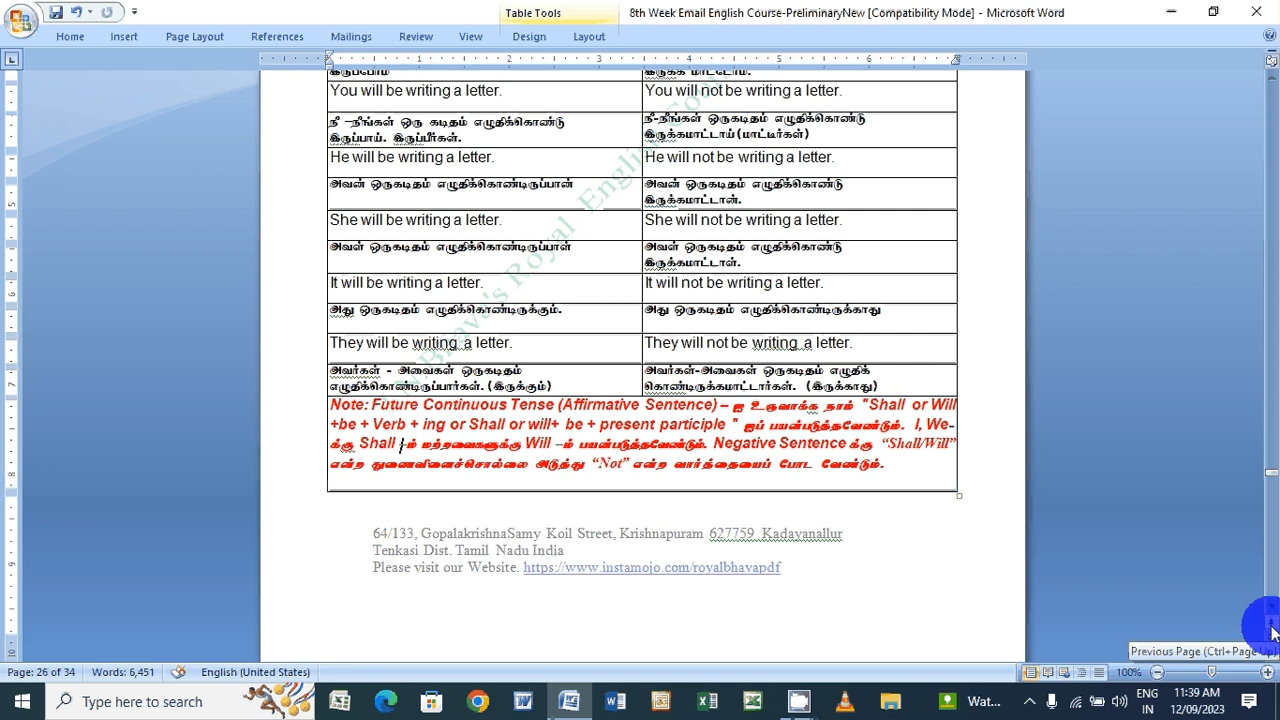 Table Tools
8th Week Email English Course-PreliminaryNew [Compatibility Mode] - Microsoft Word
Home Insert Page Layout References Mailings Review View Design Layout
இருப்போம் இருக்க மாட்டோம்.
You will be writing a letter. You will not be writing a letter.
நீ –நீங்கள் ஒரு கடிதம் எழுதிக்கொண்டு நீ-நீங்கள் ஒருகடிதம் எழுதிக்கொண்டு
இருப்பாய். இருப்பீர்கள். இருக்கமாட்டாய்(மாட்டீர்கள்)
He will be writing a letter. He will not be writing a letter.
அவன் ஒருகடிதம் எழுதிக்கொண்டிருப்பான் அவன் ஒருகடிதம் எழுதிக்கொண்டு
இருக்கமாட்டான்.
She will be writing a letter. She will not be writing a letter.
அவள் ஒருகடிதம் எழுதிக்கொண்டிருப்பாள் அவள் ஒருகடிதம் எழுதிக்கொண்டு
இருக்கமாட்டாள்.
It will be writing a letter. It will not be writing a letter.
அது ஒருகடிதம் எழுதிக்கொண்டிருக்கும். அது ஒருகடிதம் எழுதிக்கொண்டிருக்காது
They will be writing a letter. They will not be writing a letter.
அவர்கள் - அவைகள் ஒருகடிதம் அவர்கள்-அவைகள் ஒருகடிதம் எழுதிக்
எழுதிக்கொண்டிருப்பார்கள்.(இருக்கும்) கொண்டிருக்கமாட்டார்கள். (இருக்காது)
Note: Future Continuous Tense (Affirmative Sentence) – ஐ உருவாக்க நாம் "Shall or Will
+be + Verb + ing or Shall or will+ be + present participle " ஐப் பயன்படுத்தவேண்டும். I, We-
க்கு Shall –ம் மற்றவைகளுக்கு Will –ம் பயன்படுத்தவேண்டும். Negative Sentence க்கு “Shall/Will”
என்ற துணைவினைச்சொல்லை அடுத்து “Not” என்ற வார்த்தையைப் போட வேண்டும்.
Royal English
64/133, GopalakrishnaSamy Koil Street, Krishnapuram 627759 Kadayanallur
Tenkasi Dist. Tamil Nadu India
Please visit our Website. https://www.instamojo.com/royalbhavapdf
Previous Page (Ctrl+Page Up)
Page: 26 of 34 Words: 6,451 English (United States) 100%
Type here to search Wat... ENG IN 11:39 AM 12/09/2023